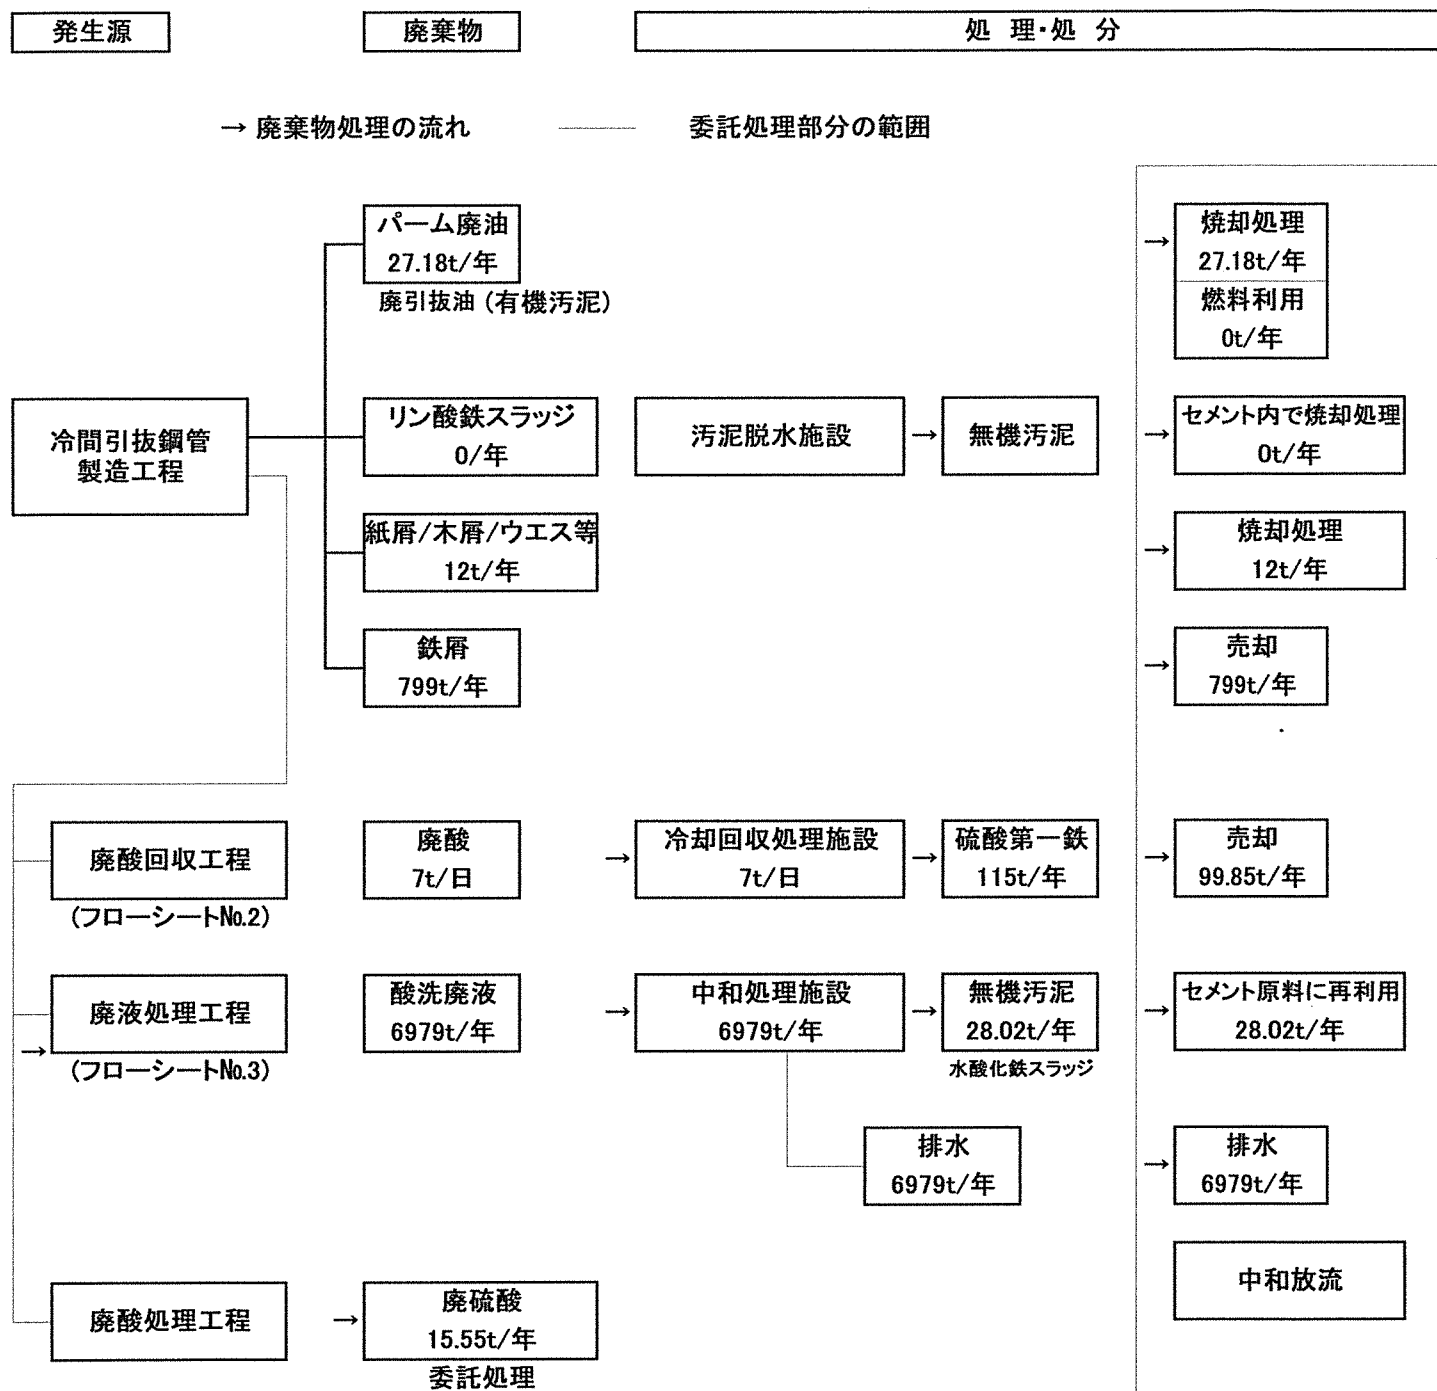 発生源
廃棄物
処 理・処 分
→ 廃棄物処理の流れ
委託処理部分の範囲
パーム廃油
27.18t/年
廃引抜油 (有機汚泥)
→
焼却処理
27.18t/年
燃料利用
0t/年
冷間引抜鋼管
製造工程
リン酸鉄スラッジ
0/年
汚泥脱水施設
→
無機汚泥
→
セメント内で焼却処理
0t/年
紙屑/木屑/ウエス等
12t/年
→
焼却処理
12t/年
鉄屑
799t/年
→
売却
799t/年
廃酸回収工程
(フローシート№2)
廃酸
7t/日
→
冷却回収処理施設
7t/日
→
硫酸第一鉄
115t/年
→
売却
99.85t/年
→
廃液処理工程
(フローシート№3)
酸洗廃液
6979t/年
→
中和処理施設
6979t/年
→
無機汚泥
28.02t/年
水酸化鉄スラッジ
→
セメント原料に再利用
28.02t/年
排水
6979t/年
→
排水
6979t/年
中和放流
廃酸処理工程
→
廃硫酸
15.55t/年
委託処理